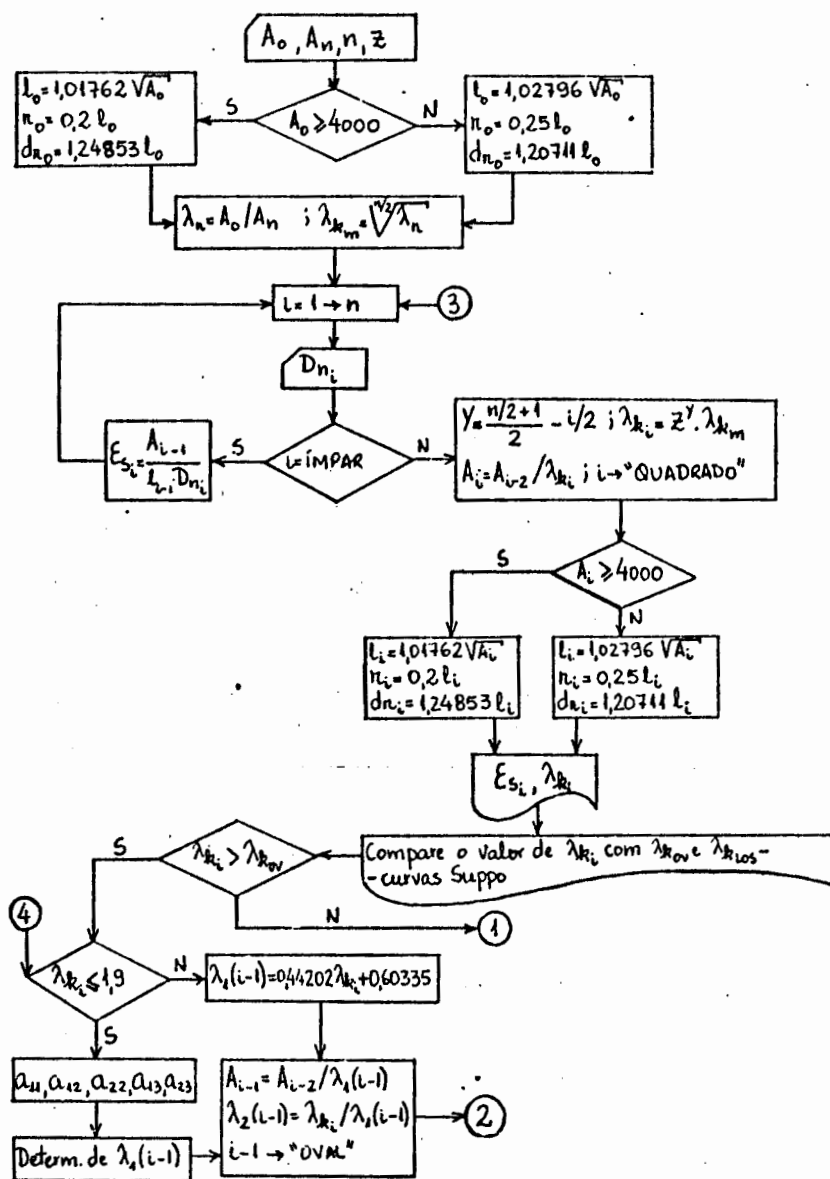 A₀, Aₙ, n, z
l₀=1,01762 √A₀
r₀=0,2 l₀
dr₀=1,24853 l₀
S
A₀≥4000
N
l₀=1,02796 √A₀
r₀=0,25 l₀
dr₀=1,20711 l₀
λₙ=A₀/Aₙ ; λₖₘ=ⁿᐟ²√λₙ
i=1→n
3
Dₙᵢ
Eₛᵢ=Aᵢ₋₁/(lᵢ₋₁.Dₙᵢ)
S
i=ÍMPAR
N
Y=(n/2+1)/2 - i/2 ; λₖᵢ=z^Y.λₖₘ
Aᵢ=Aᵢ₋₂/λₖᵢ ; i→"QUADRADO"
S
Aᵢ≥4000
N
lᵢ=1,01762√Aᵢ
rᵢ=0,2 lᵢ
drᵢ=1,24853 lᵢ
lᵢ=1,02796 √Aᵢ
rᵢ=0,25 lᵢ
drᵢ=1,20711 lᵢ
Eₛᵢ, λₖᵢ
Compare o valor de λₖᵢ com λₖₒᵥ e λₖₗₒₛ-
-curvas Suppo
S
λₖᵢ>λₖₒᵥ
N
1
4
λₖᵢ≤1,9
N
λ₁(i-1)=0,44202λₖᵢ+0,60335
S
a₁₁,a₁₂,a₂₂,a₁₃,a₂₃
Determ. de λ₁(i-1)
Aᵢ₋₁=Aᵢ₋₂/λ₁(i-1)
λ₂(i-1)=λₖᵢ/λ₁(i-1)
i-1→"OVAL"
2